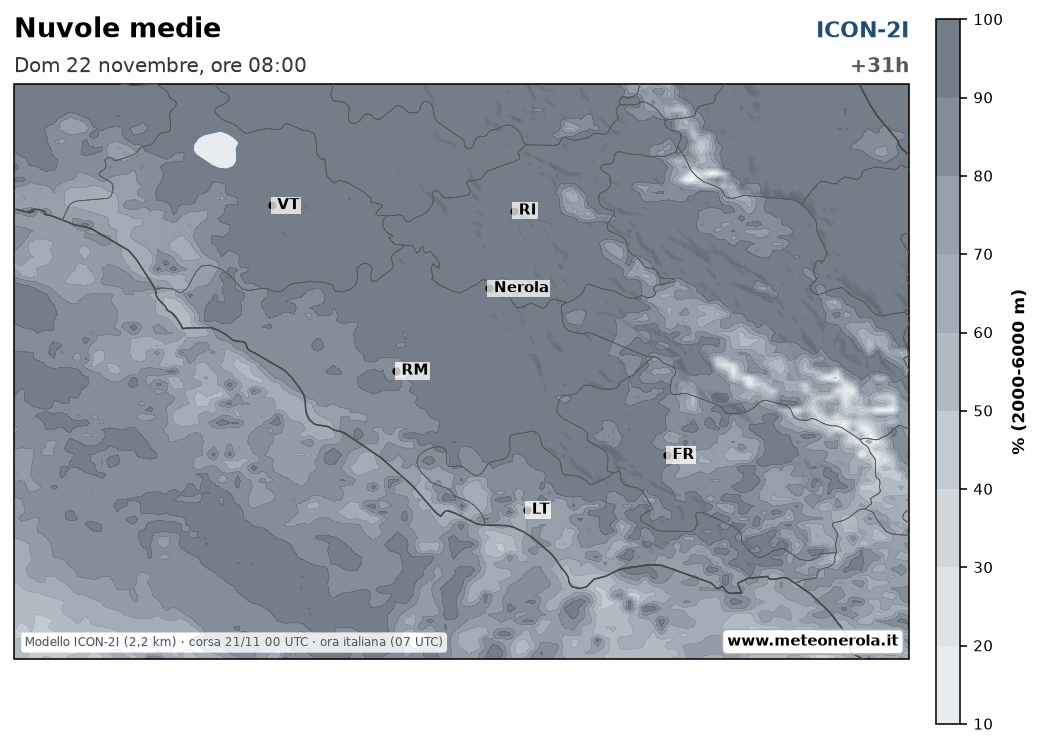 Nuvole medie
ICON-2I
Dom 22 novembre, ore 08:00
+31h
100
90
80
70
60
50
40
30
20
10
% (2000-6000 m)
VT
RI
Nerola
RM
FR
LT
Modello ICON-2I (2,2 km) · corsa 21/11 00 UTC · ora italiana (07 UTC)
www.meteonerola.it